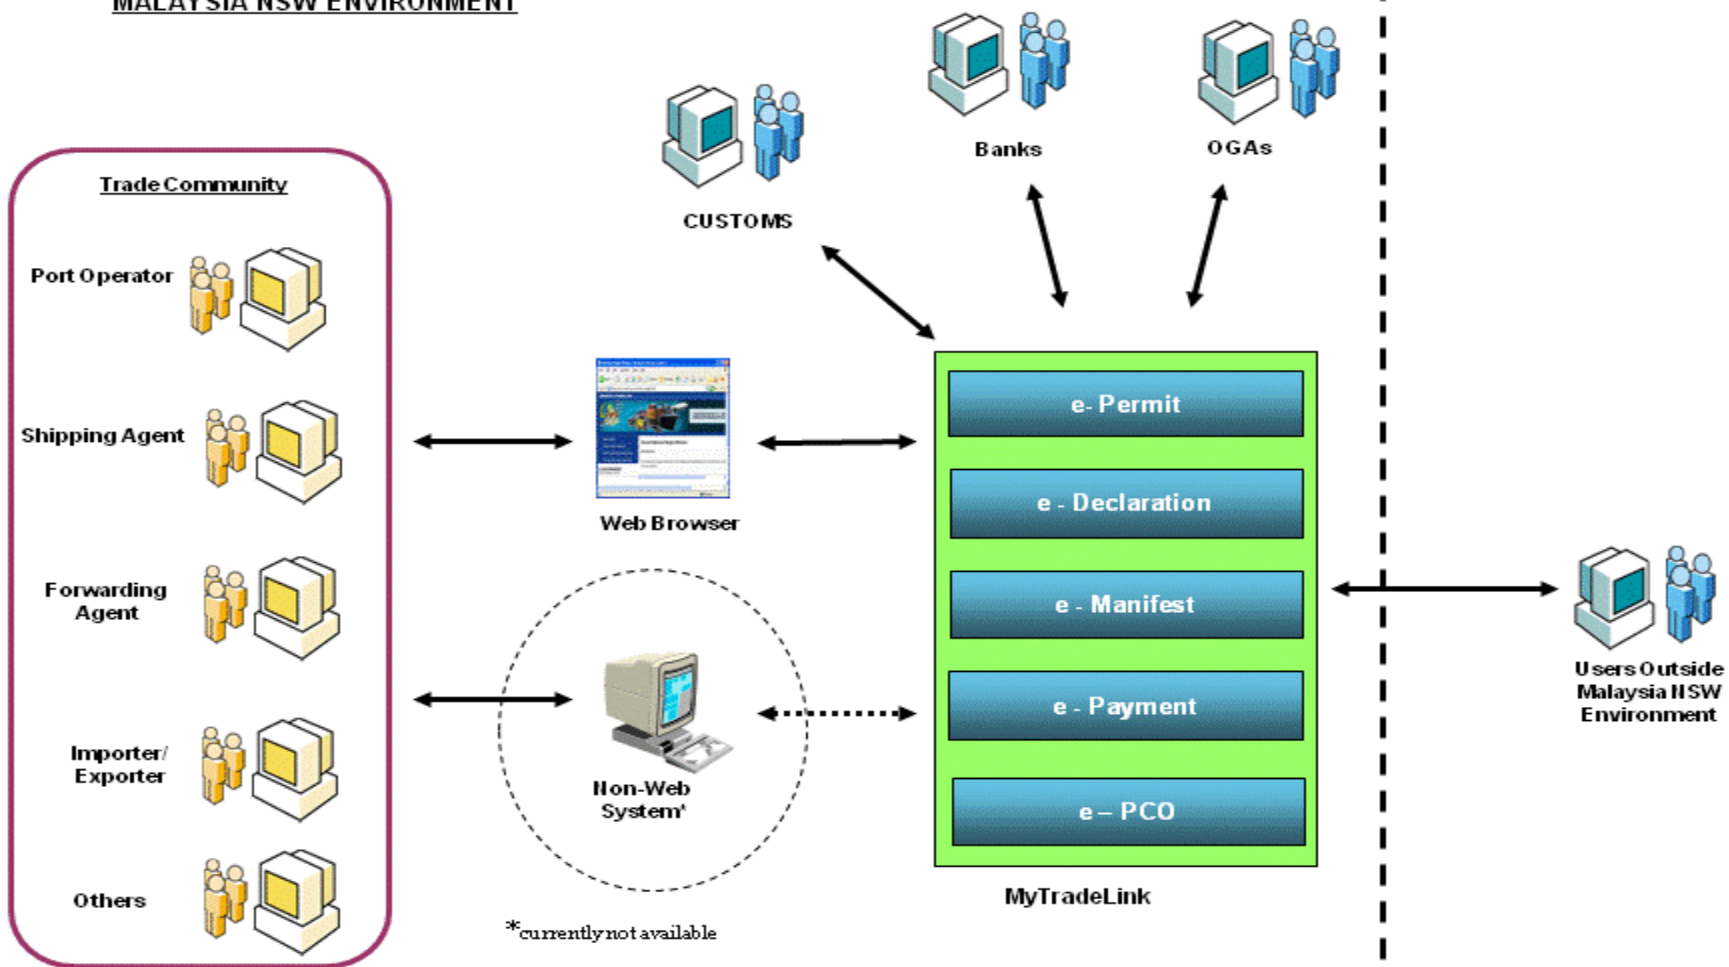 MALAYSIA NSW ENVIRONMENT
Banks
OGAs
CUSTOMS
Trade Community
Port Operator
Shipping Agent
Forwarding
Agent
Importer/
Exporter
Others
Web Browser
Non-Web
System*
*currently not available
e- Permit
e - Declaration
e - Manifest
e - Payment
e – PCO
MyTradeLink
Users Outside
Malaysia NSW
Environment